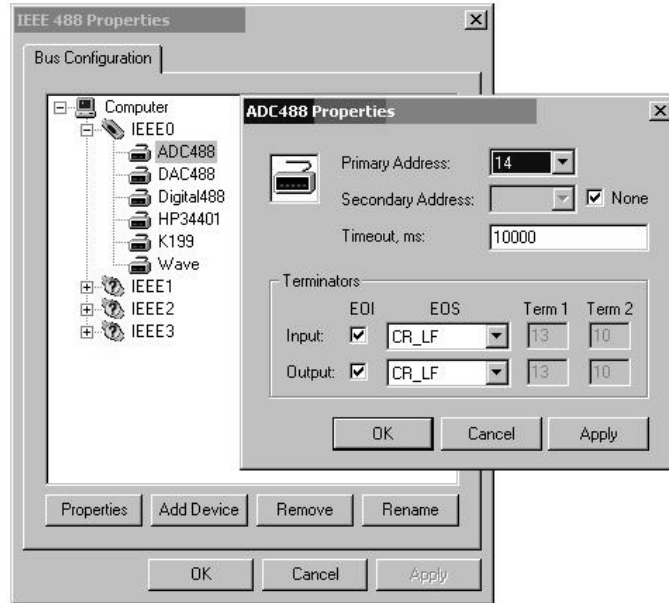 IEEE 488 Properties
Bus Configuration
Computer
IEEE0
ADC488
DAC488
Digital488
HP34401
K199
Wave
IEEE1
IEEE2
IEEE3
Properties
Add Device
Remove
Rename
OK
Cancel
Apply
ADC488 Properties
Primary Address: 14
Secondary Address: None
Timeout, ms: 10000
Terminators
EOI EOS Term 1 Term 2
Input: CR_LF 13 10
Output: CR_LF 13 10
OK Cancel Apply